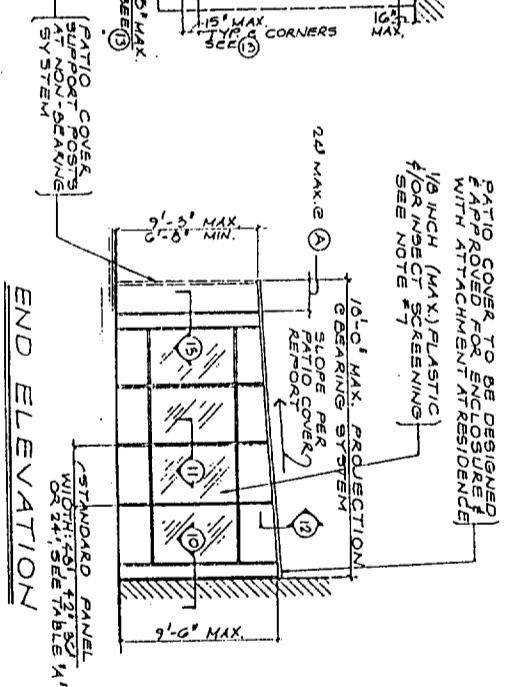 15" MAX.
TYP. @ CORNERS
SEE 13
16"
MAX.
8" MAX.
SEE 13
PATIO COVER
SUPPORT POSTS
AT NON-BEARING
SYSTEM
PATIO COVER TO BE DESIGNED
& APPROVED FOR ENCLOSURE &
WITH ATTACHMENT AT RESIDENCE
1/8 INCH (MAX.) PLASTIC
&/OR INSECT SCREENING
SEE NOTE #7
24" MAX. @ A
9'-3" MAX.
6'-8" MIN.
10'-0" MAX. PROJECTION
@ BEARING SYSTEM
SLOPE PER
PATIO COVER
REPORT
13
11
10
12
9'-6" MAX.
STANDARD PANEL
WIDTH: 48", 42", 36"
OR 24", SEE TABLE 'A'
END ELEVATION